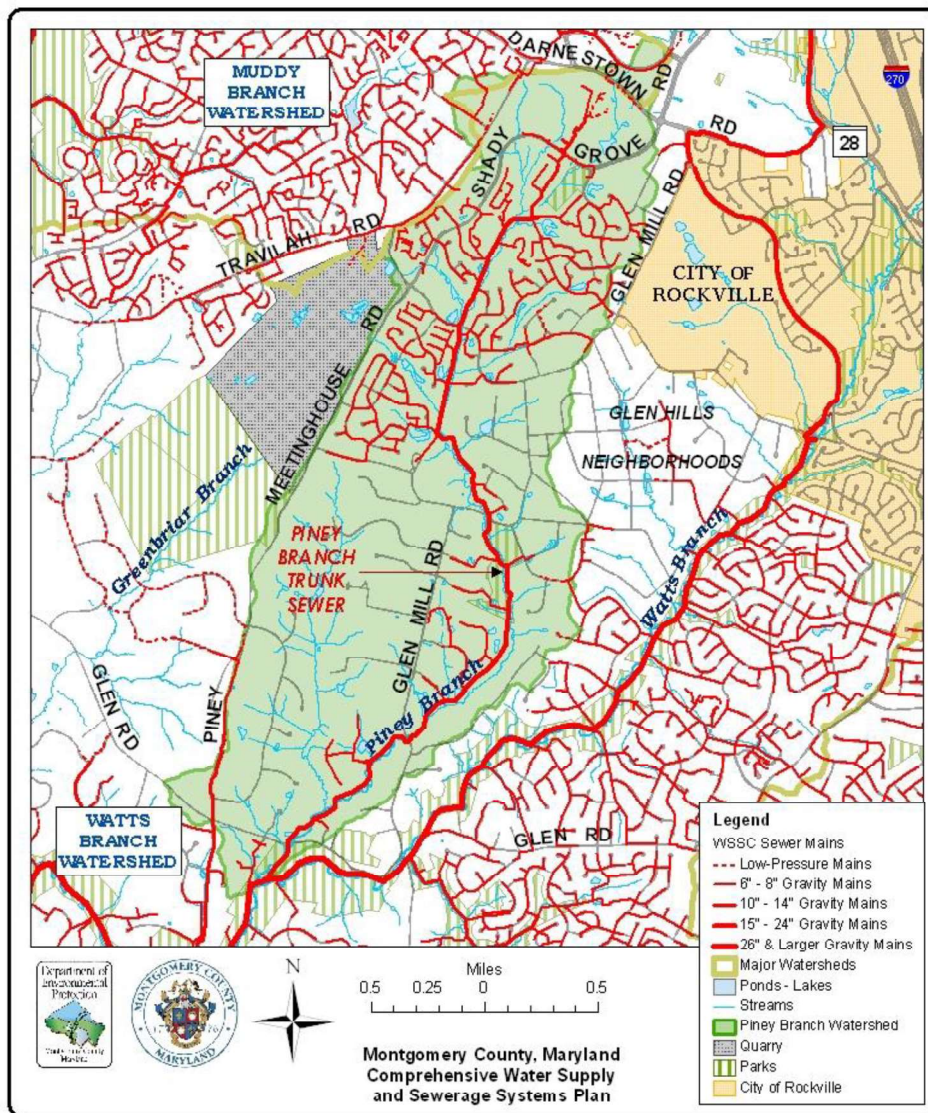 MUDDY
BRANCH
WATERSHED
DARNESTOWN
RD
270
RD
28
SHADY
GROVE
TRAVILAH RD
GLEN MILL RD
CITY OF
ROCKVILLE
RD
MEETINGHOUSE
GLEN HILLS
NEIGHBORHOODS
Greenbriar Branch
PINEY
BRANCH
TRUNK
SEWER
GLEN MILL RD
Watts Branch
GLEN RD
PINEY
Piney Branch
WATTS
BRANCH
WATERSHED
GLEN RD
Legend
WSSC Sewer Mains
Low-Pressure Mains
6" - 8" Gravity Mains
10" - 14" Gravity Mains
15" - 24" Gravity Mains
26" & Larger Gravity Mains
Major Watersheds
Ponds - Lakes
Streams
Piney Branch Watershed
Quarry
Parks
City of Rockville
Department of
Environmental
Protection
Montgomery County
Maryland
MONTGOMERY COUNTY
MARYLAND
N
Miles
0.5 0.25 0 0.5
Montgomery County, Maryland
Comprehensive Water Supply
and Sewerage Systems Plan